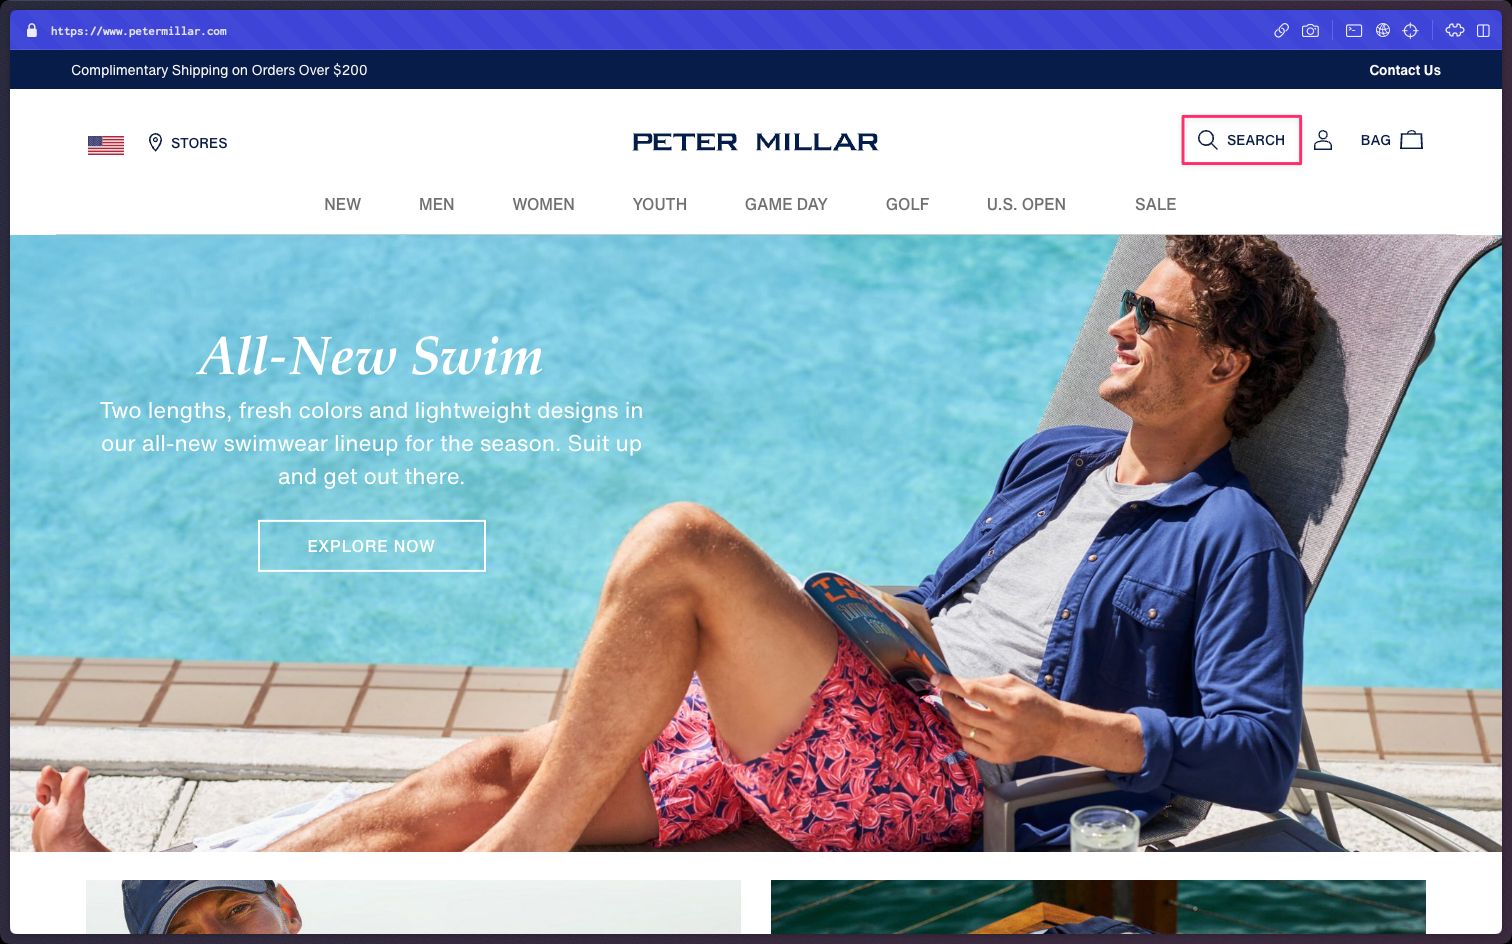 https://www.petermillar.com
Complimentary Shipping on Orders Over $200
Contact Us
STORES
PETER MILLAR
SEARCH
BAG
NEW
MEN
WOMEN
YOUTH
GAME DAY
GOLF
U.S. OPEN
SALE
All-New Swim
Two lengths, fresh colors and lightweight designs in
our all-new swimwear lineup for the season. Suit up
and get out there.
EXPLORE NOW